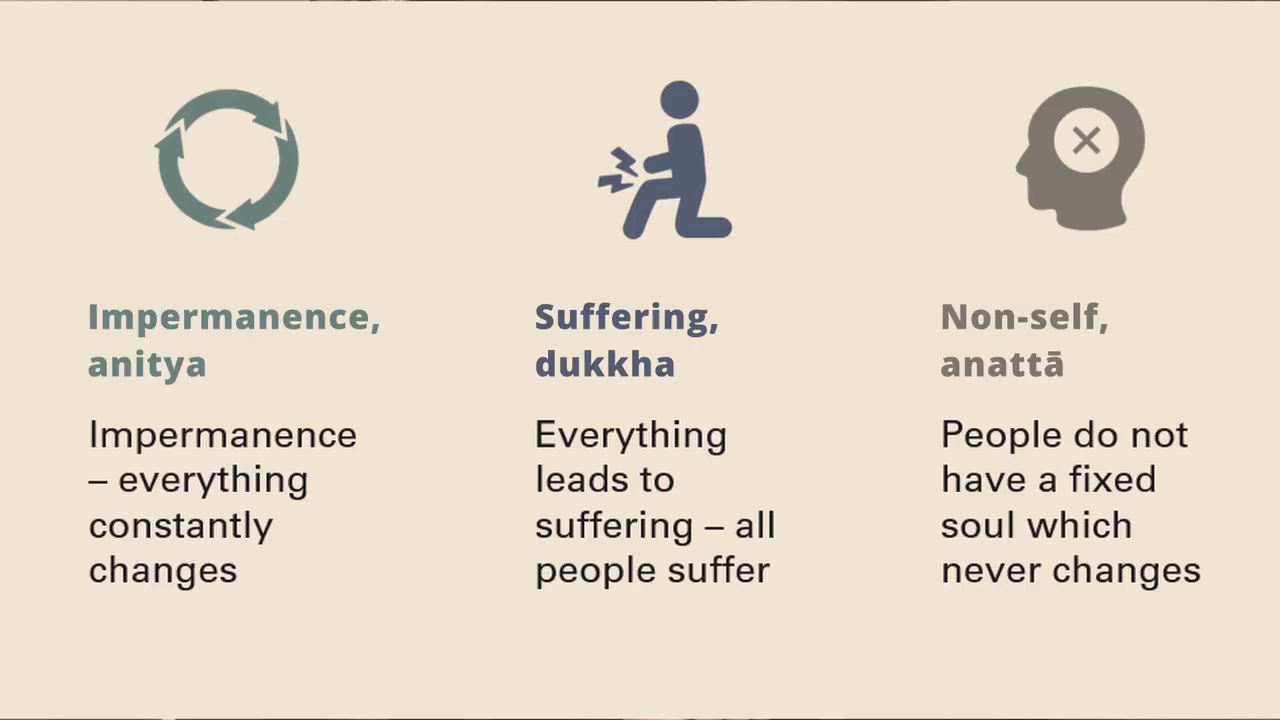 Impermanence,
anitya
Impermanence
– everything
constantly
changes
Suffering,
dukkha
Everything
leads to
suffering – all
people suffer
Non-self,
anattā
People do not
have a fixed
soul which
never changes